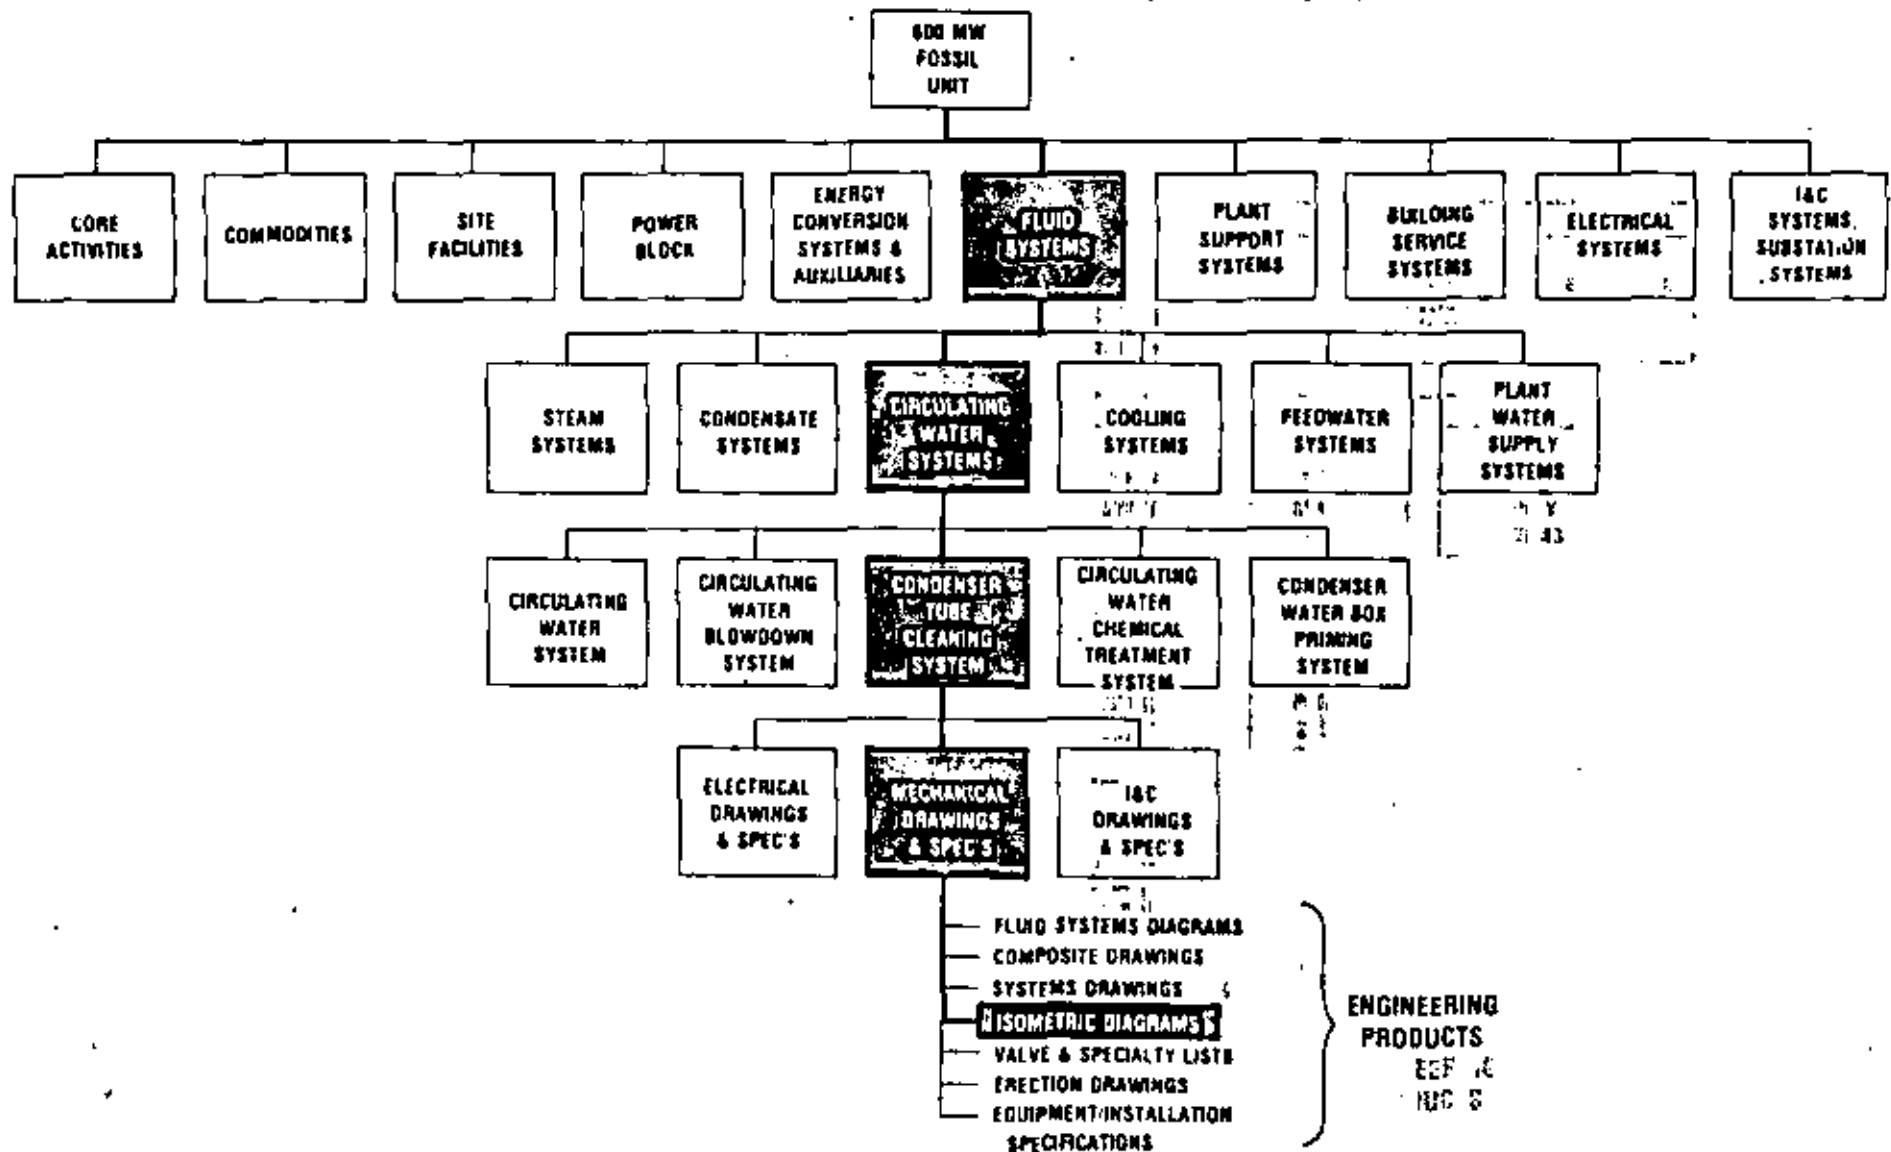 600 MW
FOSSIL
UNIT
CORE
ACTIVITIES
COMMODITIES
SITE
FACILITIES
POWER
BLOCK
ENERGY
CONVERSION
SYSTEMS &
AUXILIARIES
FLUID
SYSTEMS
PLANT
SUPPORT
SYSTEMS
BUILDING
SERVICE
SYSTEMS
ELECTRICAL
SYSTEMS
I&C
SYSTEMS,
SUBSTATION
SYSTEMS
STEAM
SYSTEMS
CONDENSATE
SYSTEMS
CIRCULATING
WATER
SYSTEMS
COOLING
SYSTEMS
FEEDWATER
SYSTEMS
PLANT
WATER
SUPPLY
SYSTEMS
CIRCULATING
WATER
SYSTEM
CIRCULATING
WATER
BLOWDOWN
SYSTEM
CONDENSER
TUBE
CLEANING
SYSTEM
CIRCULATING
WATER
CHEMICAL
TREATMENT
SYSTEM
CONDENSER
WATER BOX
PRIMING
SYSTEM
ELECTRICAL
DRAWINGS
& SPEC'S
MECHANICAL
DRAWINGS
& SPEC'S
I&C
DRAWINGS
& SPEC'S
FLUID SYSTEMS DIAGRAMS
COMPOSITE DRAWINGS
SYSTEMS DRAWINGS
ISOMETRIC DIAGRAMS
VALVE & SPECIALTY LISTS
ERECTION DRAWINGS
EQUIPMENT/INSTALLATION
SPECIFICATIONS
ENGINEERING
PRODUCTS